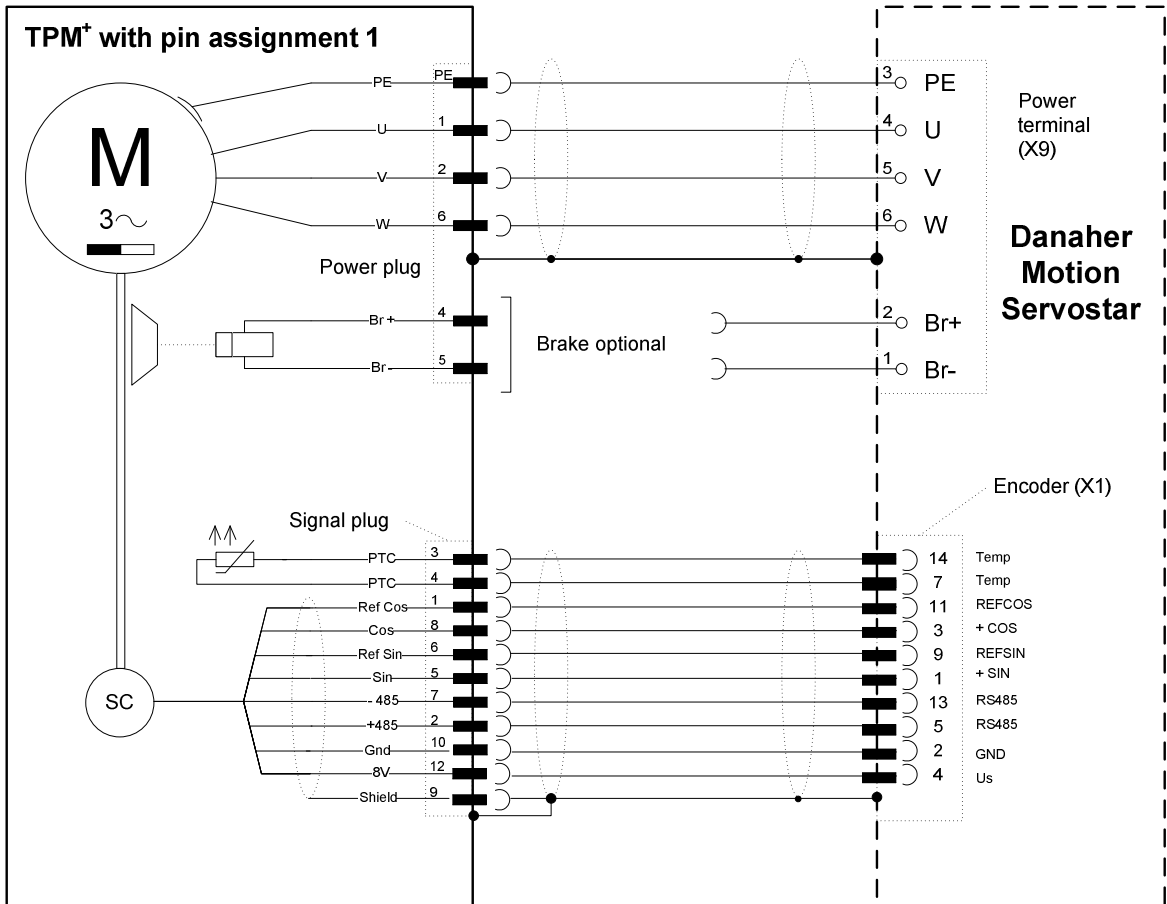 TPM+ with pin assignment 1
PE PE 3 PE
Power terminal (X9)
M
3
U 1 4 U
V 2 5 V
W 6 6 W
Power plug
Danaher
Motion
Servostar
Br+ 4 2 Br+
Brake optional
Br- 5 1 Br-
Encoder (X1)
Signal plug
PTC 3 14 Temp
PTC 4 7 Temp
Ref Cos 1 11 REFCOS
Cos 8 3 + COS
Ref Sin 6 9 REFSIN
Sin 5 1 + SIN
SC
- 485 7 13 RS485
+485 2 5 RS485
Gnd 10 2 GND
8V 12 4 Us
Shield 9